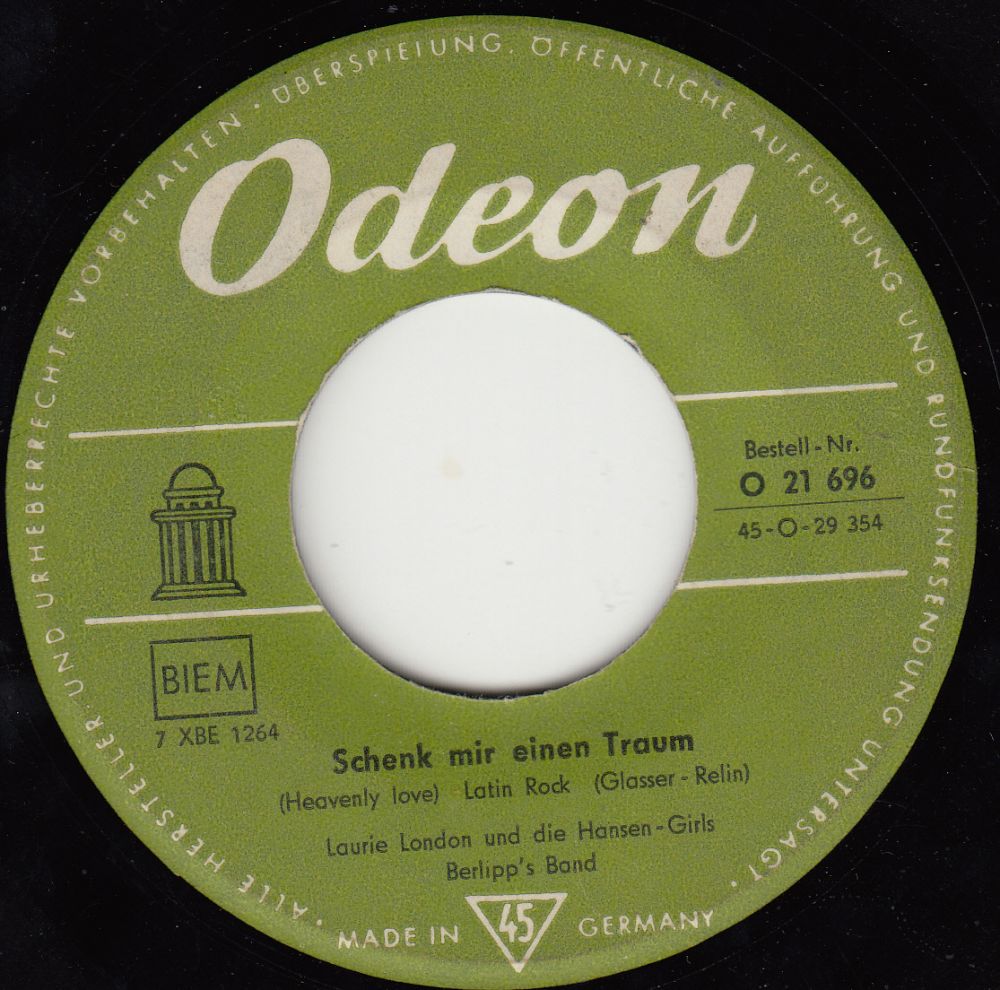 ALLE HERSTELLER- UND URHEBERRECHTE VORBEHALTEN · ÜBERSPIELUNG, ÖFFENTLICHE AUFFÜHRUNG UND RUNDFUNKSENDUNG UNTERSAGT ·
Odeon
Bestell-Nr.
O 21 696
45-O-29 354
BIEM
7 XBE 1264
Schenk mir einen Traum
(Heavenly love) Latin Rock (Glasser-Relin)
Laurie London und die Hansen-Girls
Berlipp's Band
MADE IN 45 GERMANY